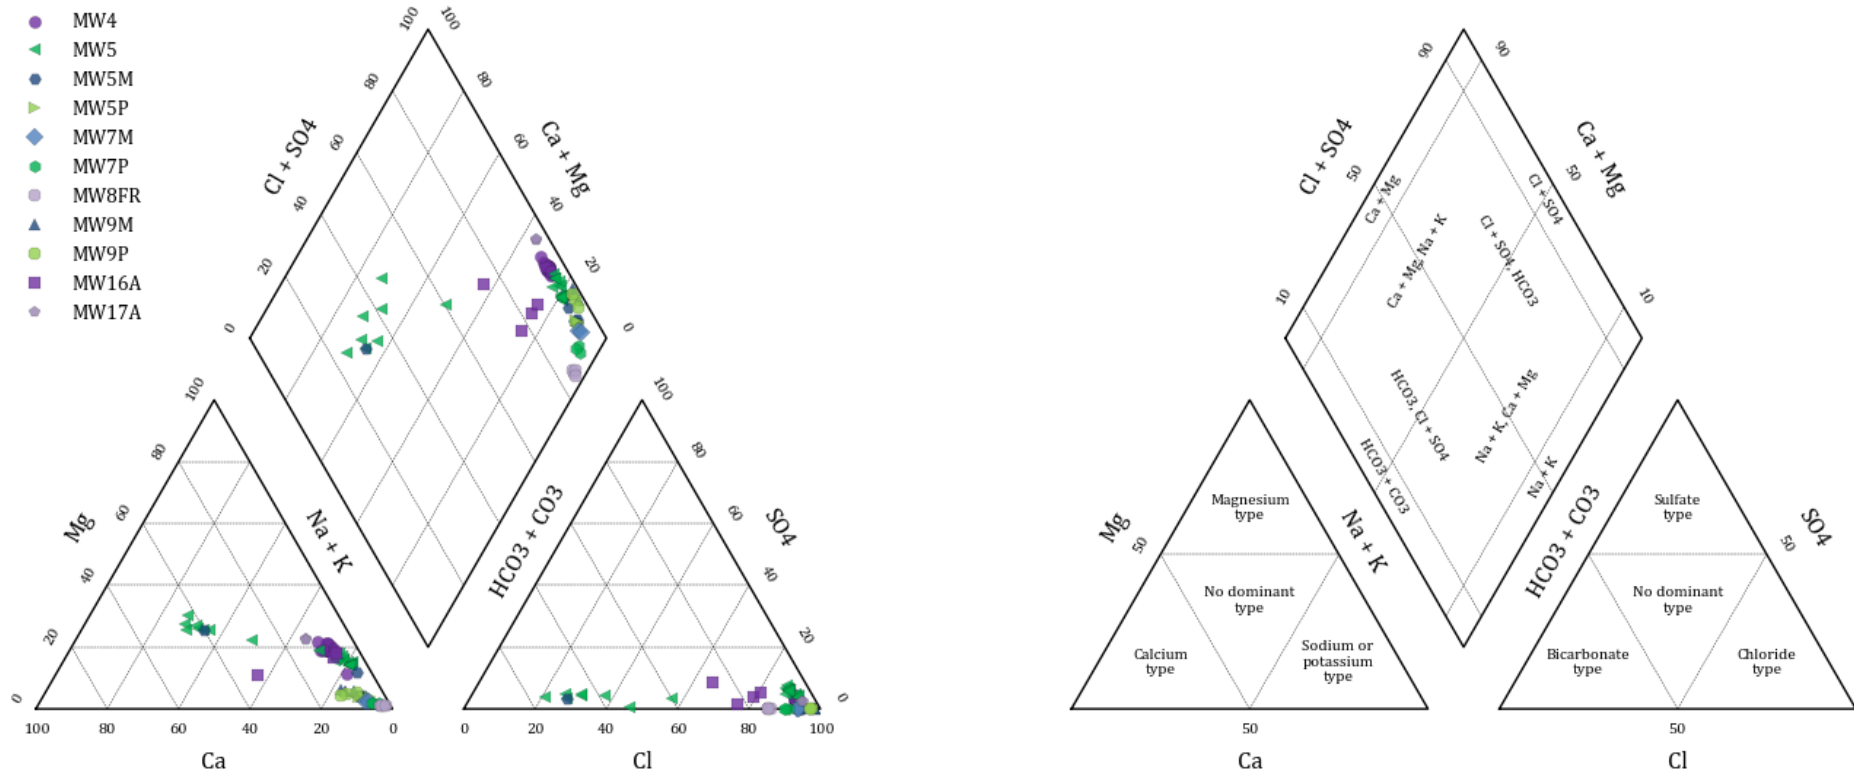 MW4
MW5
MW5M
MW5P
MW7M
MW7P
MW8FR
MW9M
MW9P
MW16A
MW17A
100 100
80 80
60 60
40 40
20 20
0 0
Cl + SO4
Ca + Mg
100
80
60
40
20
0
Mg
Na + K
100 80 60 40 20 0
Ca
HCO3 + CO3
SO4
100
80
60
40
20
0
0 20 40 60 80 100
Cl
90 90
50 50
10 10
Cl + SO4
Ca + Mg
Ca + Mg
Cl + SO4
Ca + Mg, Na + K
Cl + SO4, HCO3
HCO3, Cl + SO4
Na + K, Ca + Mg
HCO3 + CO3
Na + K
Mg
50
Na + K
Magnesium
type
No dominant
type
Calcium
type
Sodium or
potassium
type
50
Ca
HCO3 + CO3
SO4
50
Sulfate
type
No dominant
type
Bicarbonate
type
Chloride
type
50
Cl